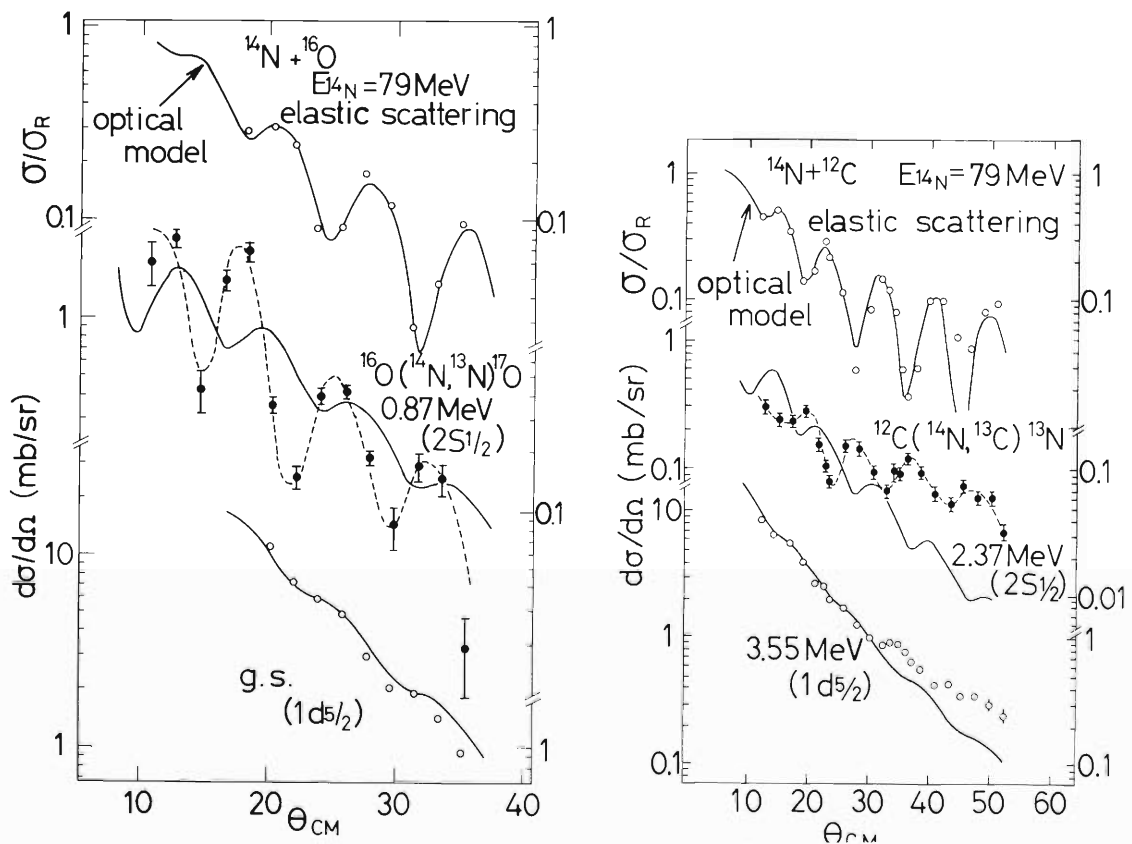 1
1
¹⁴N + ¹⁶O
E14N = 79 MeV
elastic scattering
optical
model
σ/σR
0.1
0.1
1
¹⁶O (¹⁴N, ¹³N) ¹⁷O
0.87 MeV
(2S1/2)
dσ/dΩ (mb/sr)
0.1
10
g.s.
(1d5/2)
1
1
10
20
30
40
θCM
¹⁴N + ¹²C E14N = 79 MeV
1
1
elastic scattering
σ/σR
optical
model
0.1
0.1
1
¹²C (¹⁴N, ¹³C) ¹³N
dσ/dΩ (mb/sr)
0.1
0.1
10
2.37 MeV
(2S1/2)
0.01
1
1
3.55 MeV
(1d5/2)
0.1
0.1
10
20
30
40
50
60
θCM